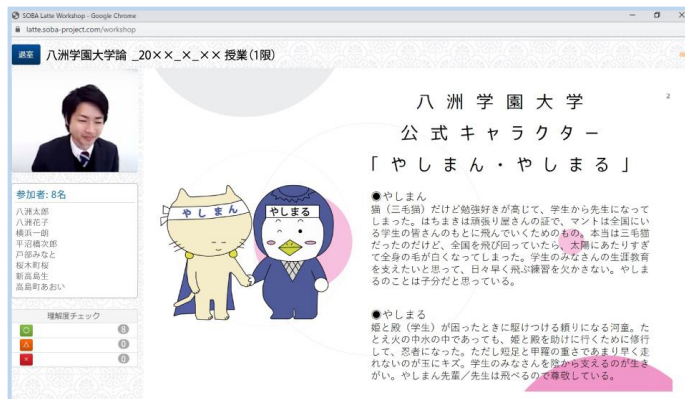 SOBA Latte Workshop - Google Chrome
latte.soba-project.com/workshop
退室 八洲学園大学論 _20××_×_×× 授業(1限)
参加者: 8名
八洲太郎
八洲花子
横浜一朗
平沼橋次郎
戸部みなと
桜木町桜
新高島生
高島町あおい
理解度チェック
○ 8
△ 0
× 0
やしまん
やしまる
2
八洲学園大学
公式キャラクター
「やしまん・やしまる」
●やしまん
猫（三毛猫）だけど勉強好きが高じて、学生から先生になって
しまった。はちまきは頑張り屋さんの証で、マントは全国にい
る学生の皆さんのもとに飛んでいくためのもの。本当は三毛猫
だったのだけど、全国を飛び回っていたら、太陽にあたりすぎ
て全身の毛が白くなってしまった。学生のみなさんの生涯教育
を支えたいと思って、日々早く飛ぶ練習を欠かさない。やしま
るのことは子分だと思っている。
●やしまる
姫と殿（学生）が困ったときに駆けつける頼りになる河童。た
とえ火の中水の中であっても、姫と殿を助けに行くために修行
して、忍者になった。ただし短足と甲羅の重さであまり早く走
れないのが玉にキズ。学生のみなさんを陰から支えるのが生き
がい。やしまん先輩／先生は飛べるので尊敬している。